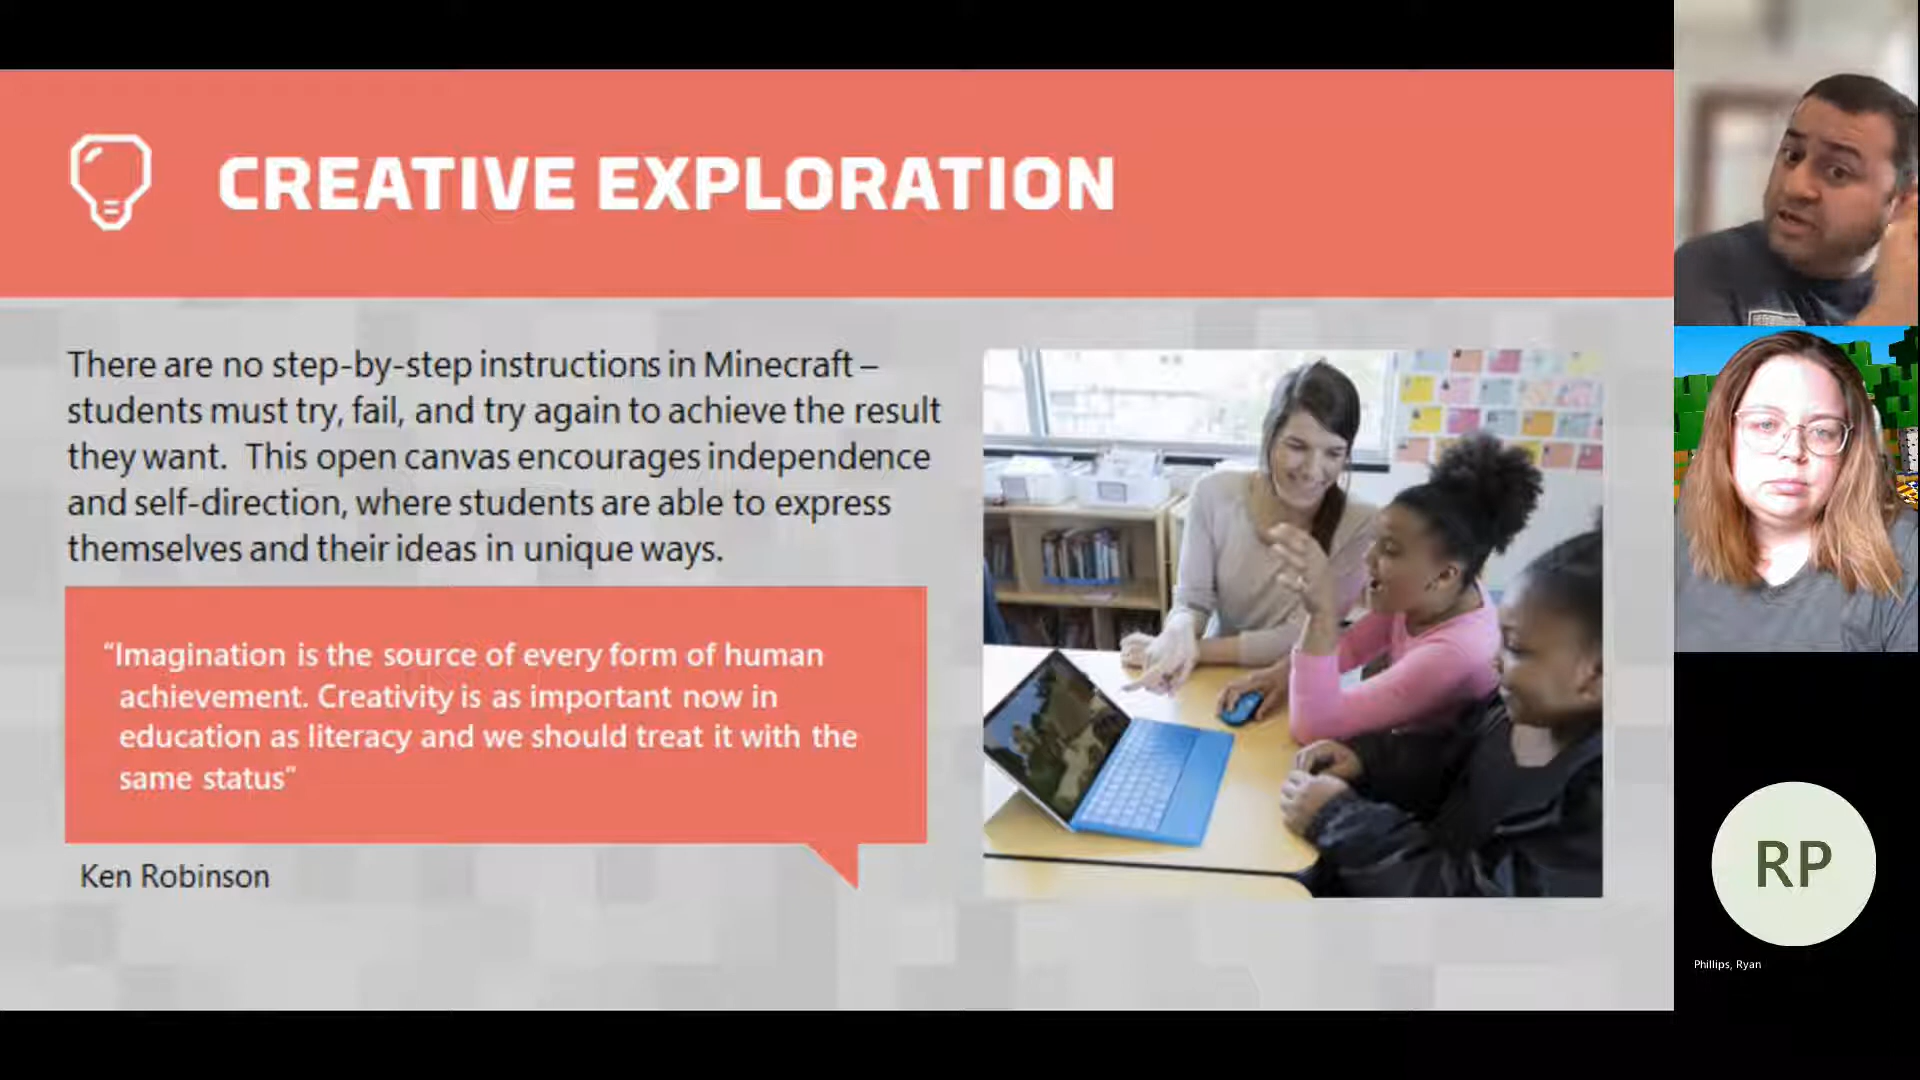 CREATIVE EXPLORATION
There are no step-by-step instructions in Minecraft –
students must try, fail, and try again to achieve the result
they want.  This open canvas encourages independence
and self-direction, where students are able to express
themselves and their ideas in unique ways.
“Imagination is the source of every form of human
achievement. Creativity is as important now in
education as literacy and we should treat it with the
same status”
Ken Robinson
RP
Phillips, Ryan